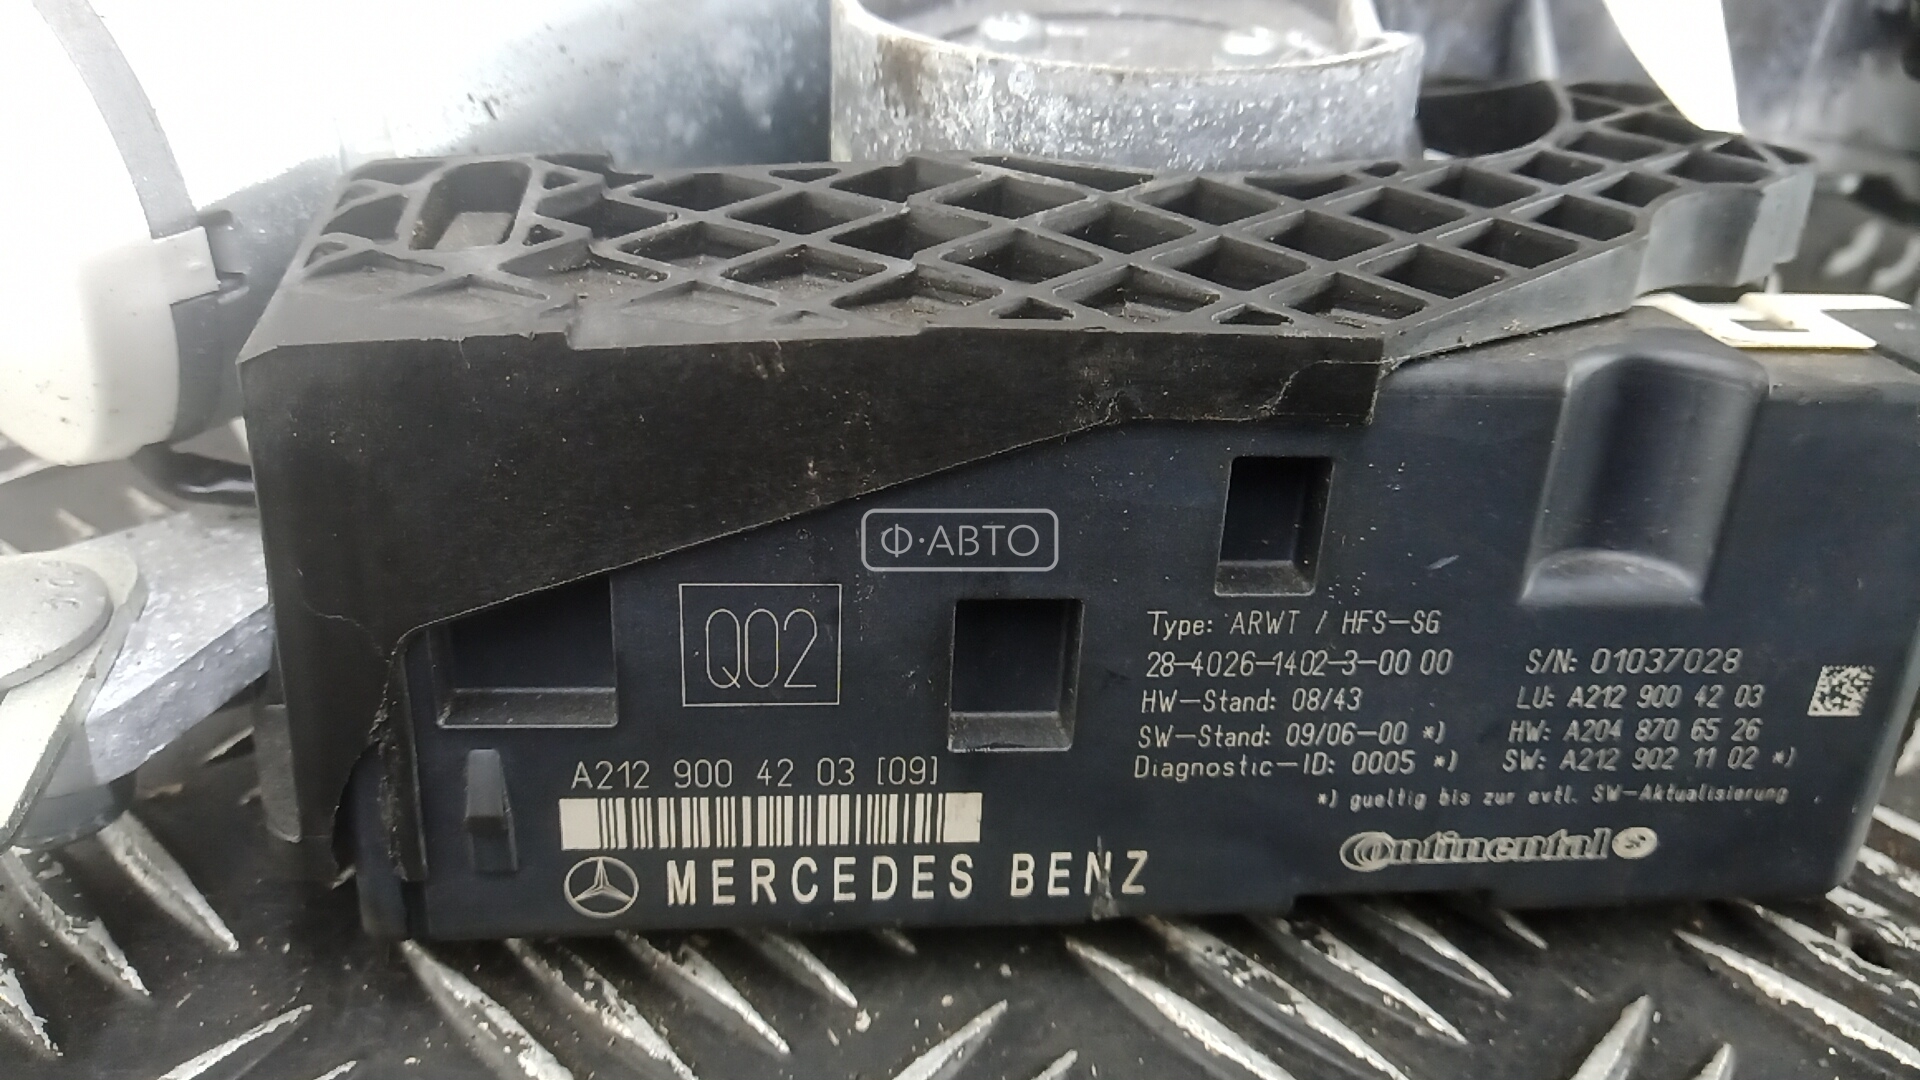 Ф·АВТО
Q02
A212 900 42 03 [09]
MERCEDES BENZ
Type: ARWT / HFS-SG
28-4026-1402-3-00 00
HW-Stand: 08/43
SW-Stand: 09/06-00 *)
Diagnostic-ID: 0005 *)
S/N: 01037028
LU: A212 900 42 03
HW: A204 870 65 26
SW: A212 902 11 02 *)
*) gueltig bis zur evtl. SW-Aktualisierung
Continental